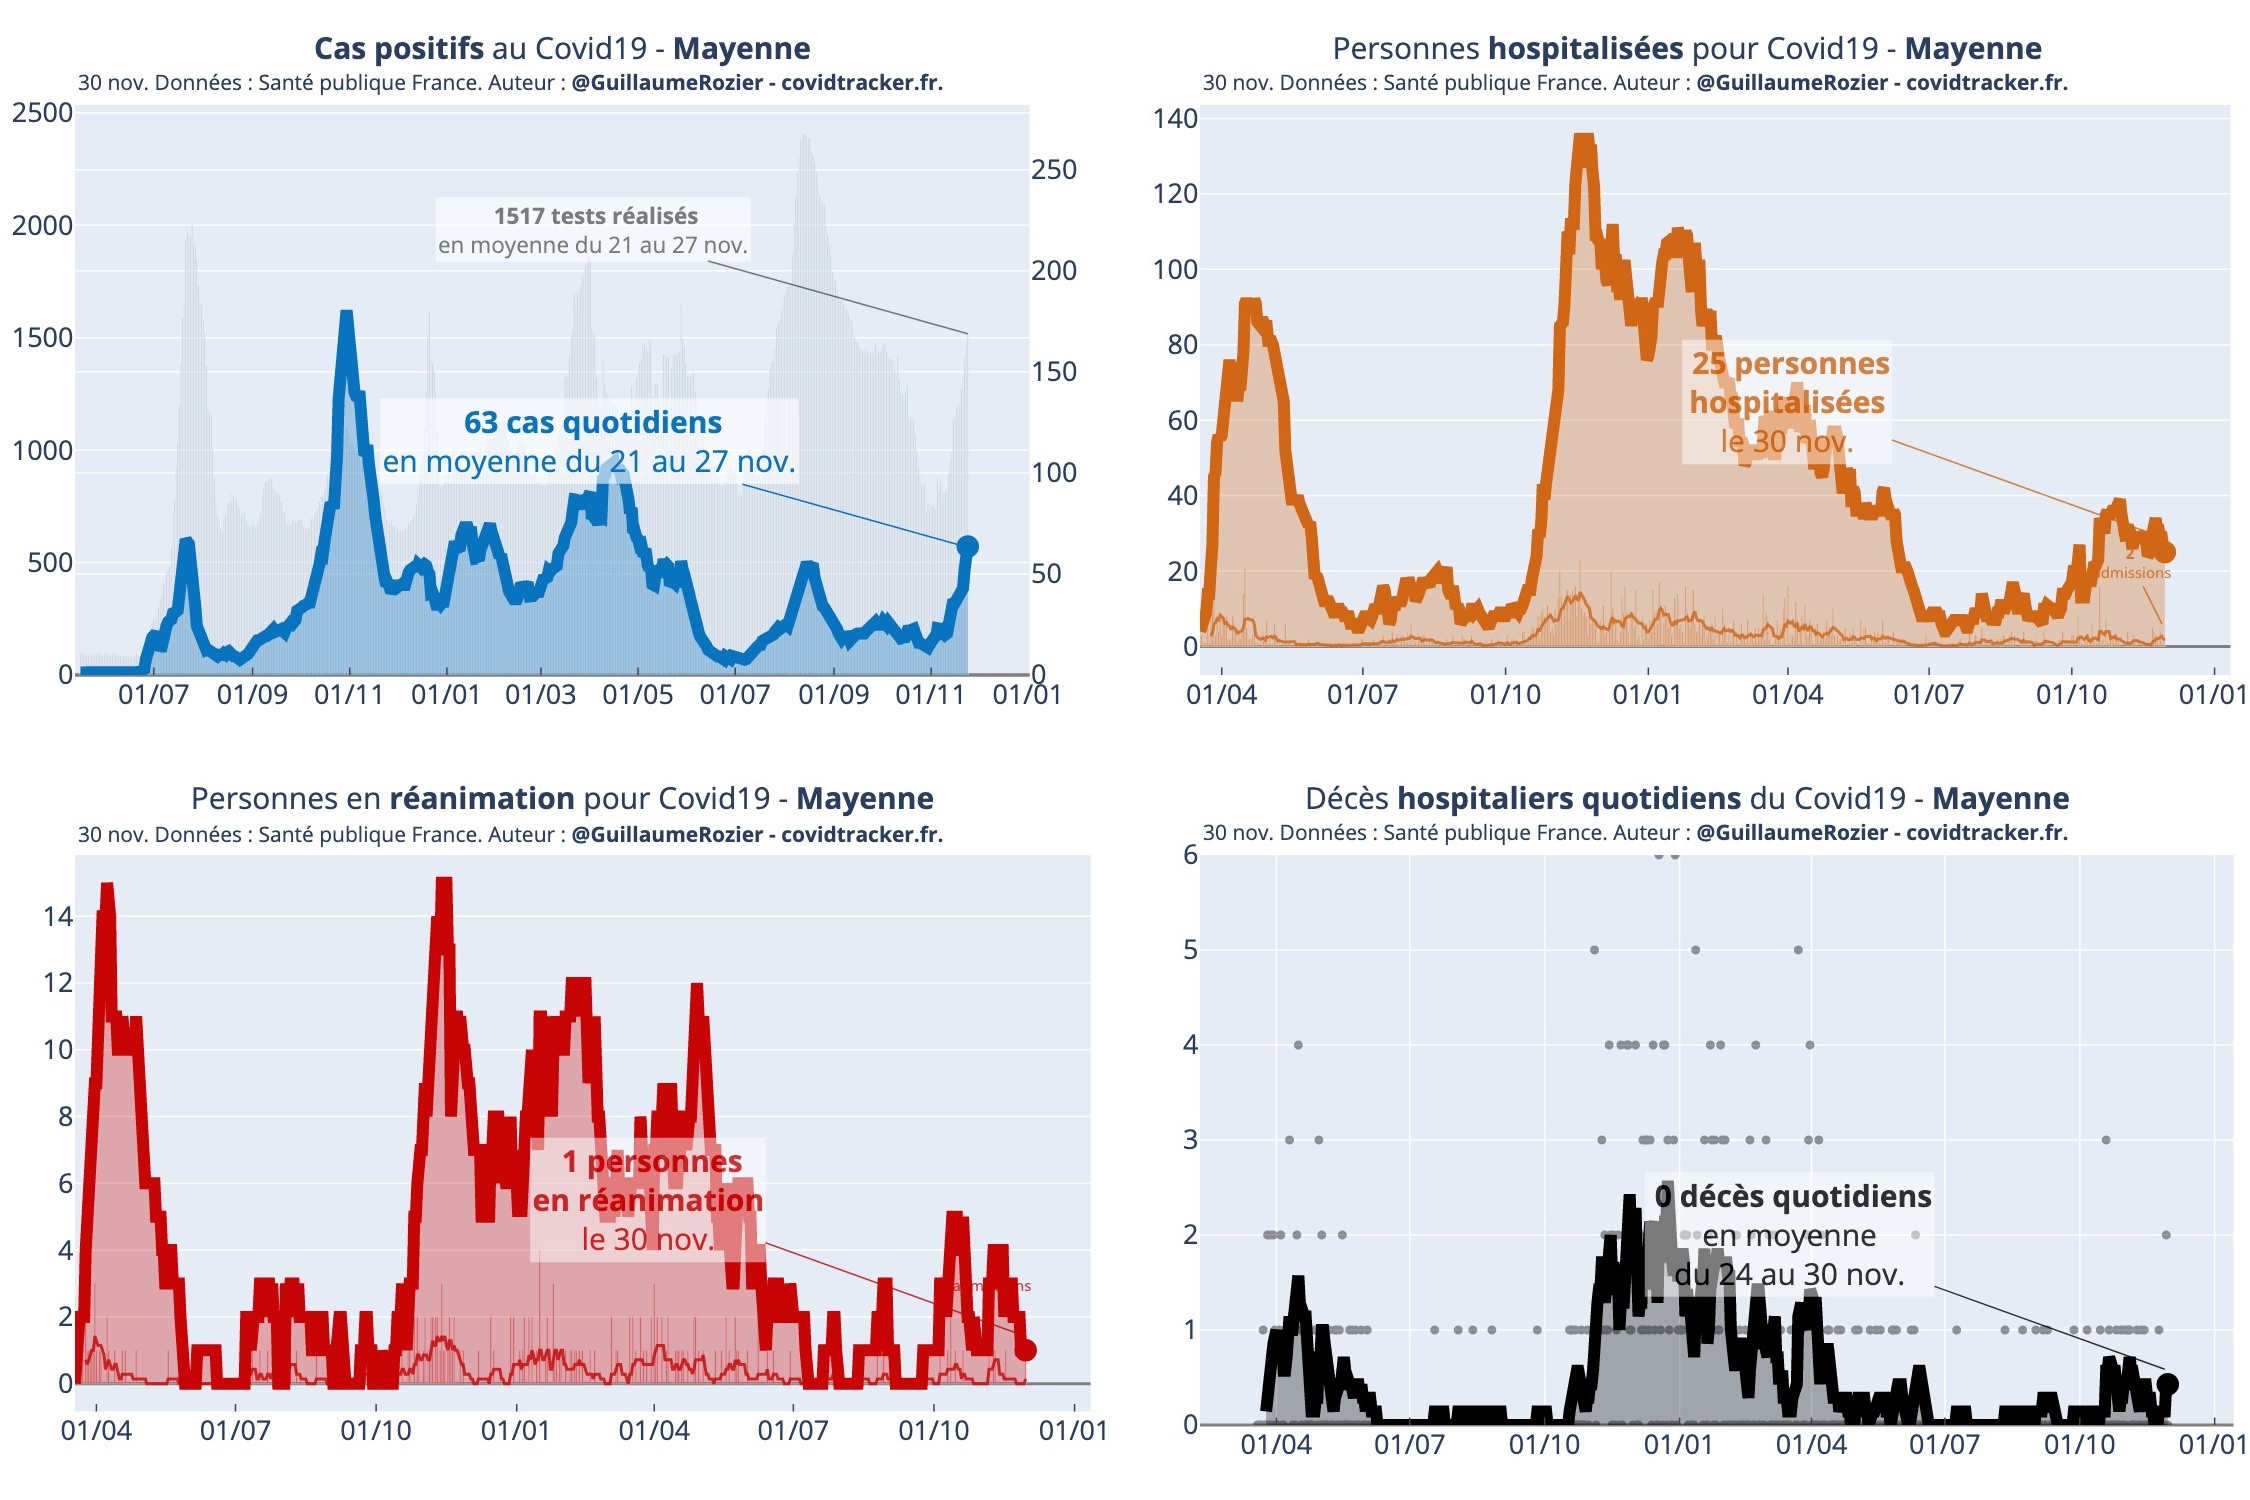 Cas positifs au Covid19 - Mayenne
30 nov. Données : Santé publique France. Auteur : @GuillaumeRozier - covidtracker.fr.
2500
2000
1500
1000
500
0
250
200
150
100
50
0
1517 tests réalisés
en moyenne du 21 au 27 nov.
63 cas quotidiens
en moyenne du 21 au 27 nov.
01/07 01/09 01/11 01/01 01/03 01/05 01/07 01/09 01/11 01/01
Personnes hospitalisées pour Covid19 - Mayenne
30 nov. Données : Santé publique France. Auteur : @GuillaumeRozier - covidtracker.fr.
140
120
100
80
60
40
20
0
25 personnes
hospitalisées
le 30 nov.
2
admissions
01/04 01/07 01/10 01/01 01/04 01/07 01/10 01/01
Personnes en réanimation pour Covid19 - Mayenne
30 nov. Données : Santé publique France. Auteur : @GuillaumeRozier - covidtracker.fr.
14
12
10
8
6
4
2
0
1 personnes
en réanimation
le 30 nov.
01/04 01/07 01/10 01/01 01/04 01/07 01/10 01/01
Décès hospitaliers quotidiens du Covid19 - Mayenne
30 nov. Données : Santé publique France. Auteur : @GuillaumeRozier - covidtracker.fr.
6
5
4
3
2
1
0
0 décès quotidiens
en moyenne
du 24 au 30 nov.
01/04 01/07 01/10 01/01 01/04 01/07 01/10 01/01